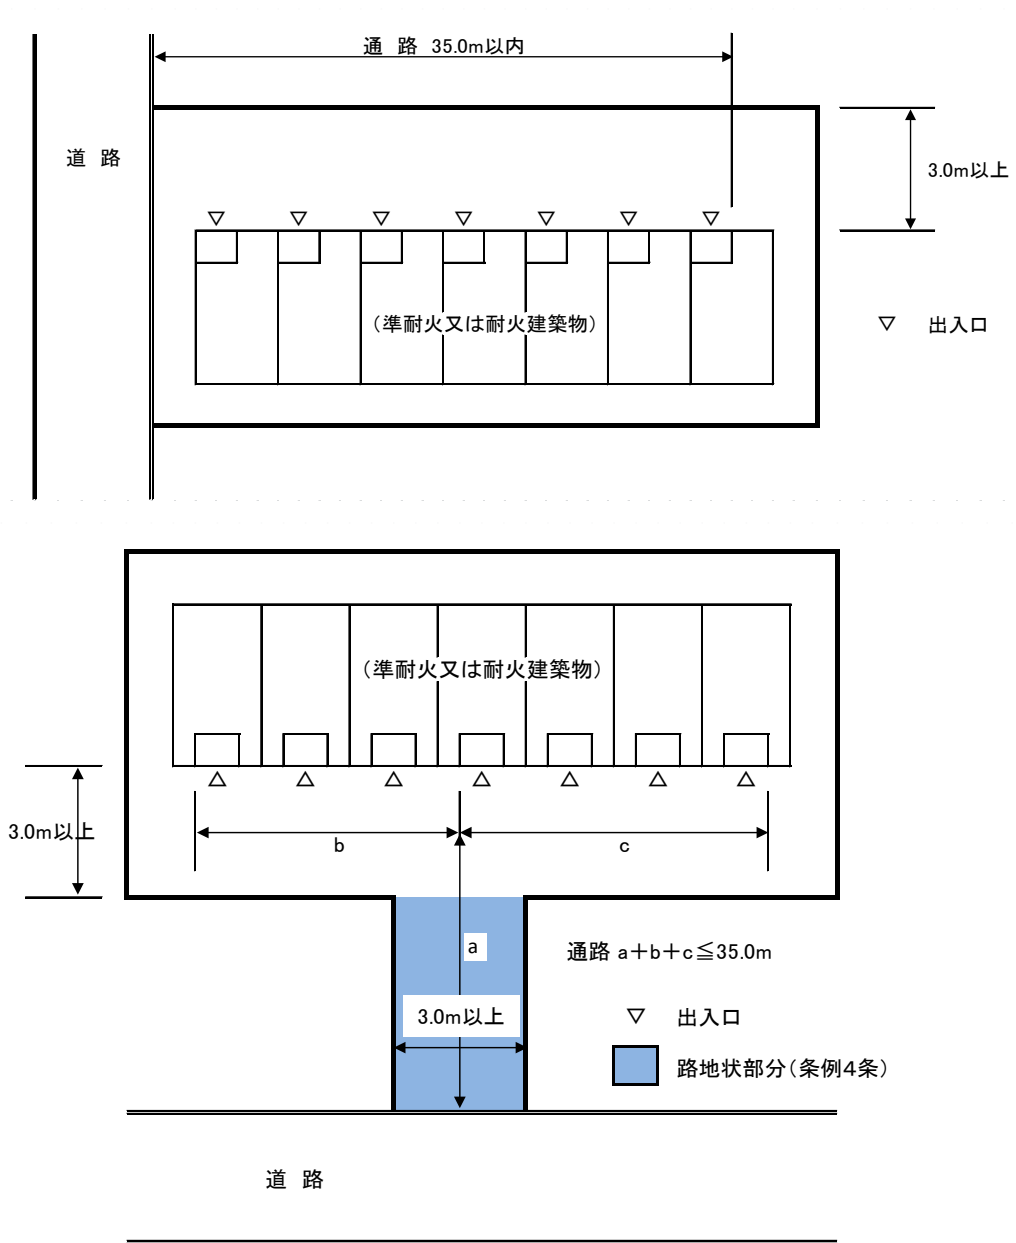 通 路 35.0m以内
道 路
3.0m以上
(準耐火又は耐火建築物)
▽ 出入口
(準耐火又は耐火建築物)
3.0m以上
b
c
a
通路 a+b+c≦35.0m
3.0m以上
▽ 出入口
路地状部分(条例4条)
道 路